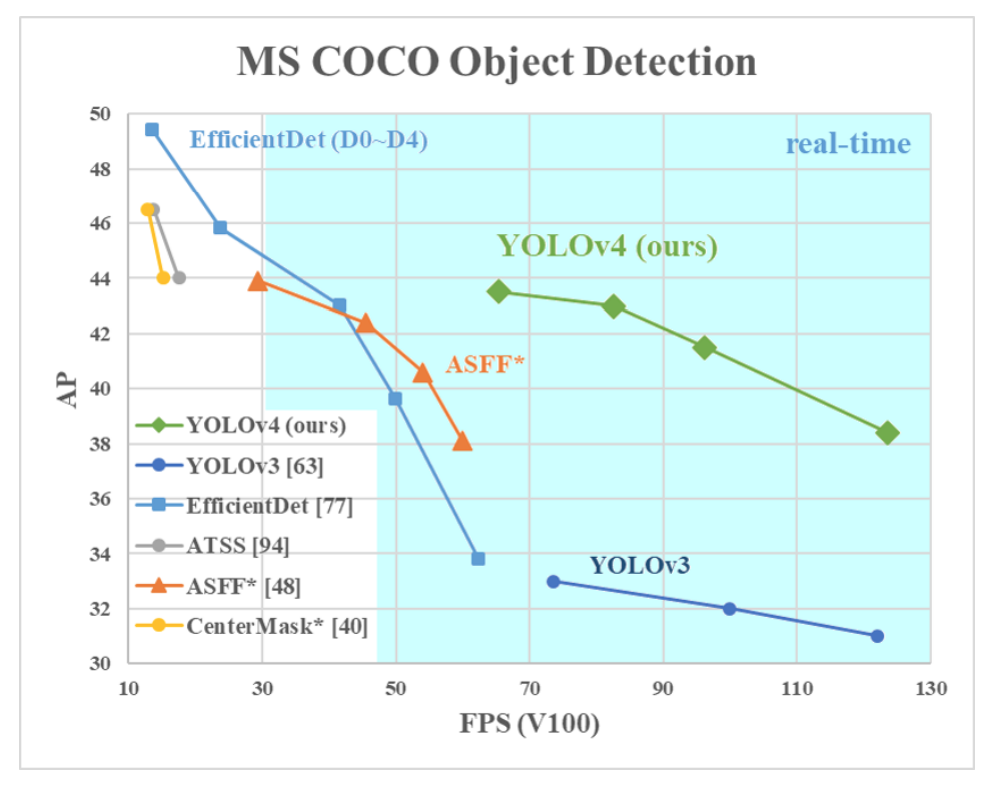 MS COCO Object Detection
50
48
46
44
42
40
38
36
34
32
30
AP
EfficientDet (D0~D4)
real-time
YOLOv4 (ours)
ASFF*
YOLOv3
YOLOv4 (ours)
YOLOv3 [63]
EfficientDet [77]
ATSS [94]
ASFF* [48]
CenterMask* [40]
10 30 50 70 90 110 130
FPS (V100)